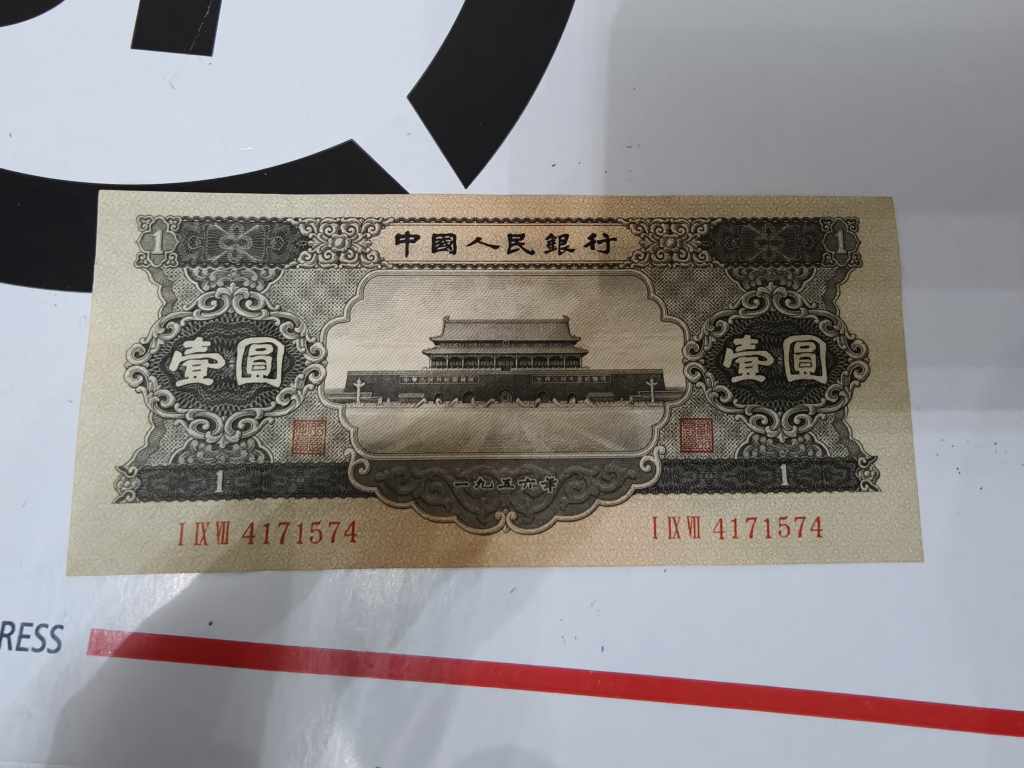 中國人民銀行
1 1
壹圓 壹圓
1 1
一九五六年
I IX VII 4171574 I IX VII 4171574
RESS